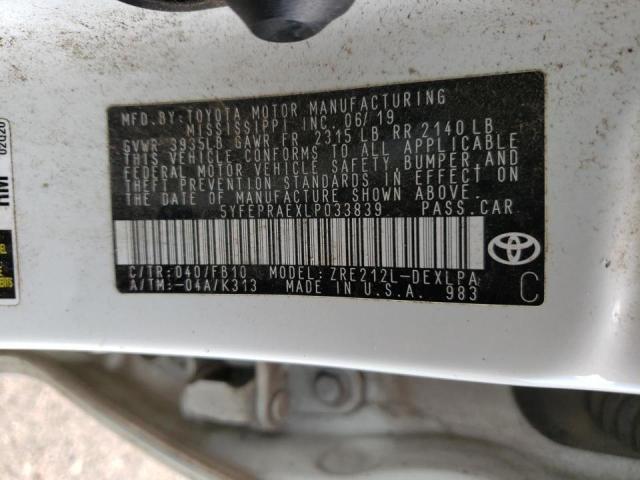 MFD.BY:TOYOTA MOTOR MANUFACTURING
MISSISSIPPI, INC. 06/19
GVWR 3935LB GAWR FR 2315 LB RR 2140 LB
THIS VEHICLE CONFORMS TO ALL APPLICABLE
FEDERAL MOTOR VEHICLE SAFETY, BUMPER, AND
THEFT PREVENTION STANDARDS IN EFFECT ON
THE DATE OF MANUFACTURE SHOWN ABOVE.
5YFEPRAEXLP033839 PASS.CAR
C/TR:040/FB10 MODEL:ZRE212L-DEXLPA
A/TM:-04A/K313 MADE IN U.S.A. 983
C